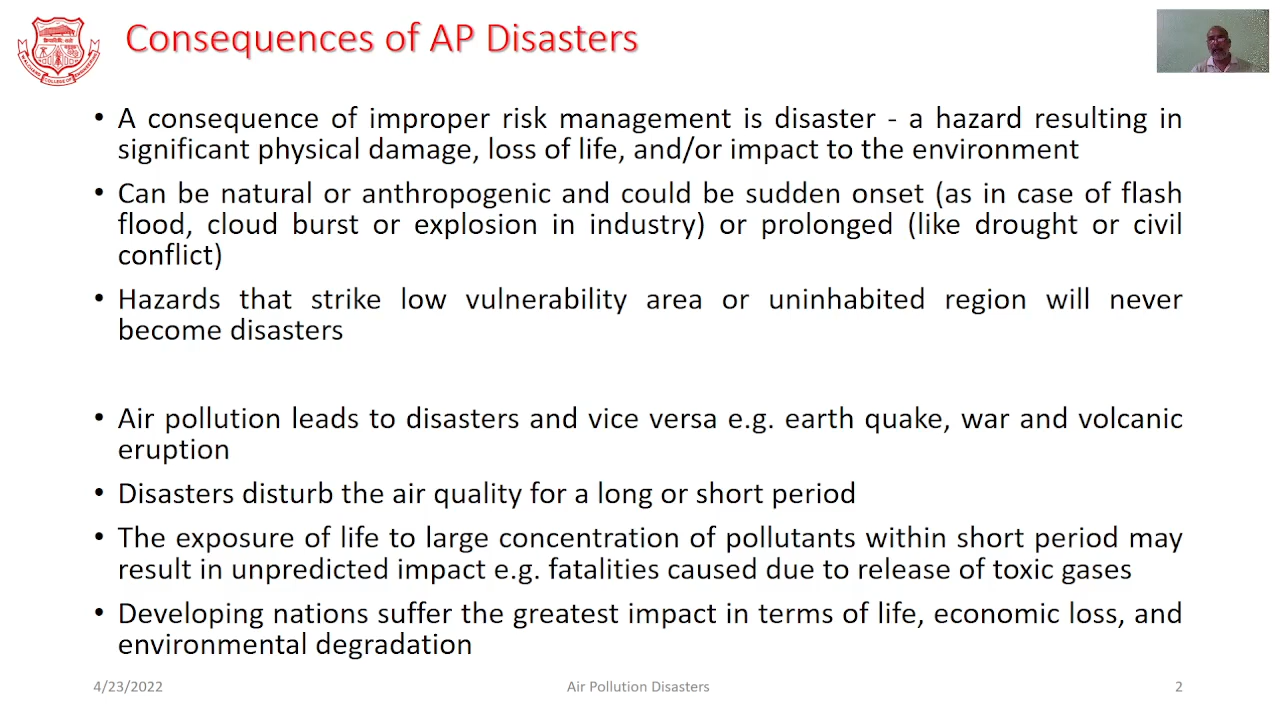 Consequences of AP Disasters
• A consequence of improper risk management is disaster - a hazard resulting in
significant physical damage, loss of life, and/or impact to the environment
• Can be natural or anthropogenic and could be sudden onset (as in case of flash
flood, cloud burst or explosion in industry) or prolonged (like drought or civil
conflict)
• Hazards that strike low vulnerability area or uninhabited region will never
become disasters
• Air pollution leads to disasters and vice versa e.g. earth quake, war and volcanic
eruption
• Disasters disturb the air quality for a long or short period
• The exposure of life to large concentration of pollutants within short period may
result in unpredicted impact e.g. fatalities caused due to release of toxic gases
• Developing nations suffer the greatest impact in terms of life, economic loss, and
environmental degradation
4/23/2022
Air Pollution Disasters
2